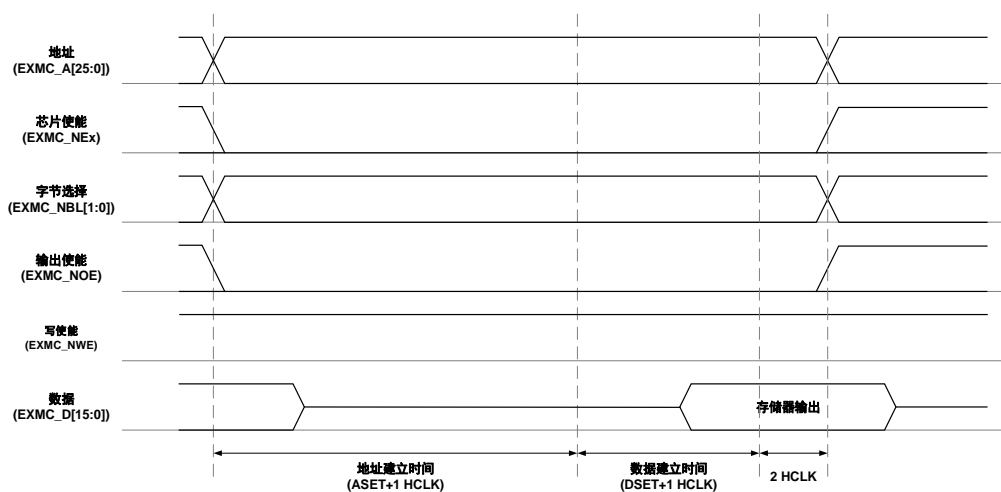 地址
(EXMC_A[25:0])
芯片使能
(EXMC_NEx)
字节选择
(EXMC_NBL[1:0])
输出使能
(EXMC_NOE)
写使能
(EXMC_NWE)
数据
(EXMC_D[15:0])
存储器输出
地址建立时间
(ASET+1 HCLK)
数据建立时间
(DSET+1 HCLK)
2 HCLK